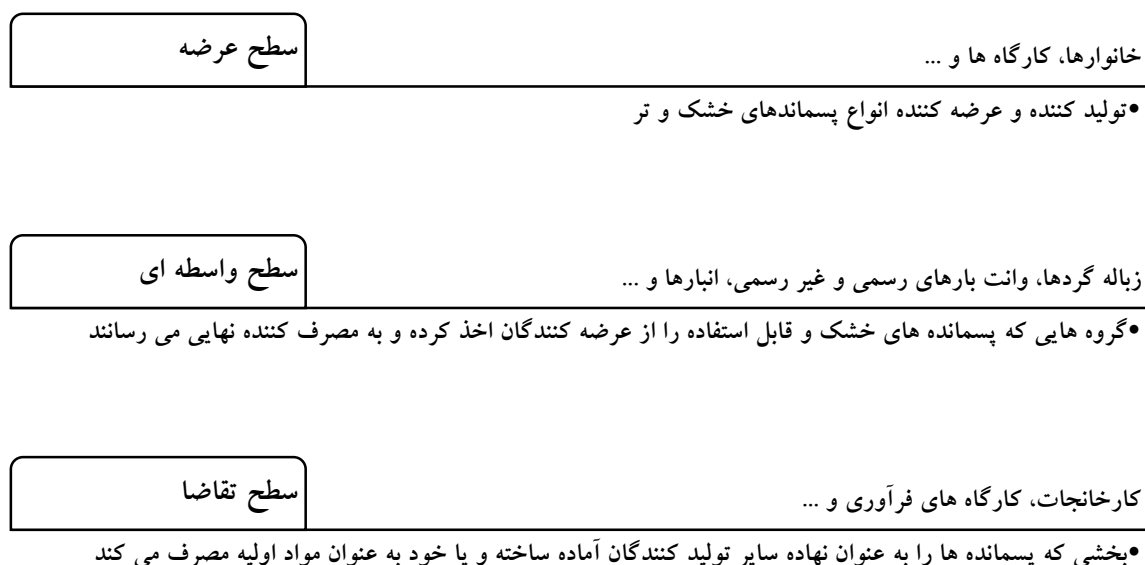 سطح عرضه
خانوارها، کارگاه ها و ...
•تولید کننده و عرضه کننده انواع پسماندهای خشک و تر
سطح واسطه ای
زباله گردها، وانت بارهای رسمی و غیر رسمی، انبارها و ...
•گروه هایی که پسمانده های خشک و قابل استفاده را از عرضه کنندگان اخذ کرده و به مصرف کننده نهایی می رسانند
سطح تقاضا
کارخانجات، کارگاه های فرآوری و ...
•بخشی که پسمانده ها را به عنوان نهاده سایر تولید کنندگان آماده ساخته و یا خود به عنوان مواد اولیه مصرف می کند